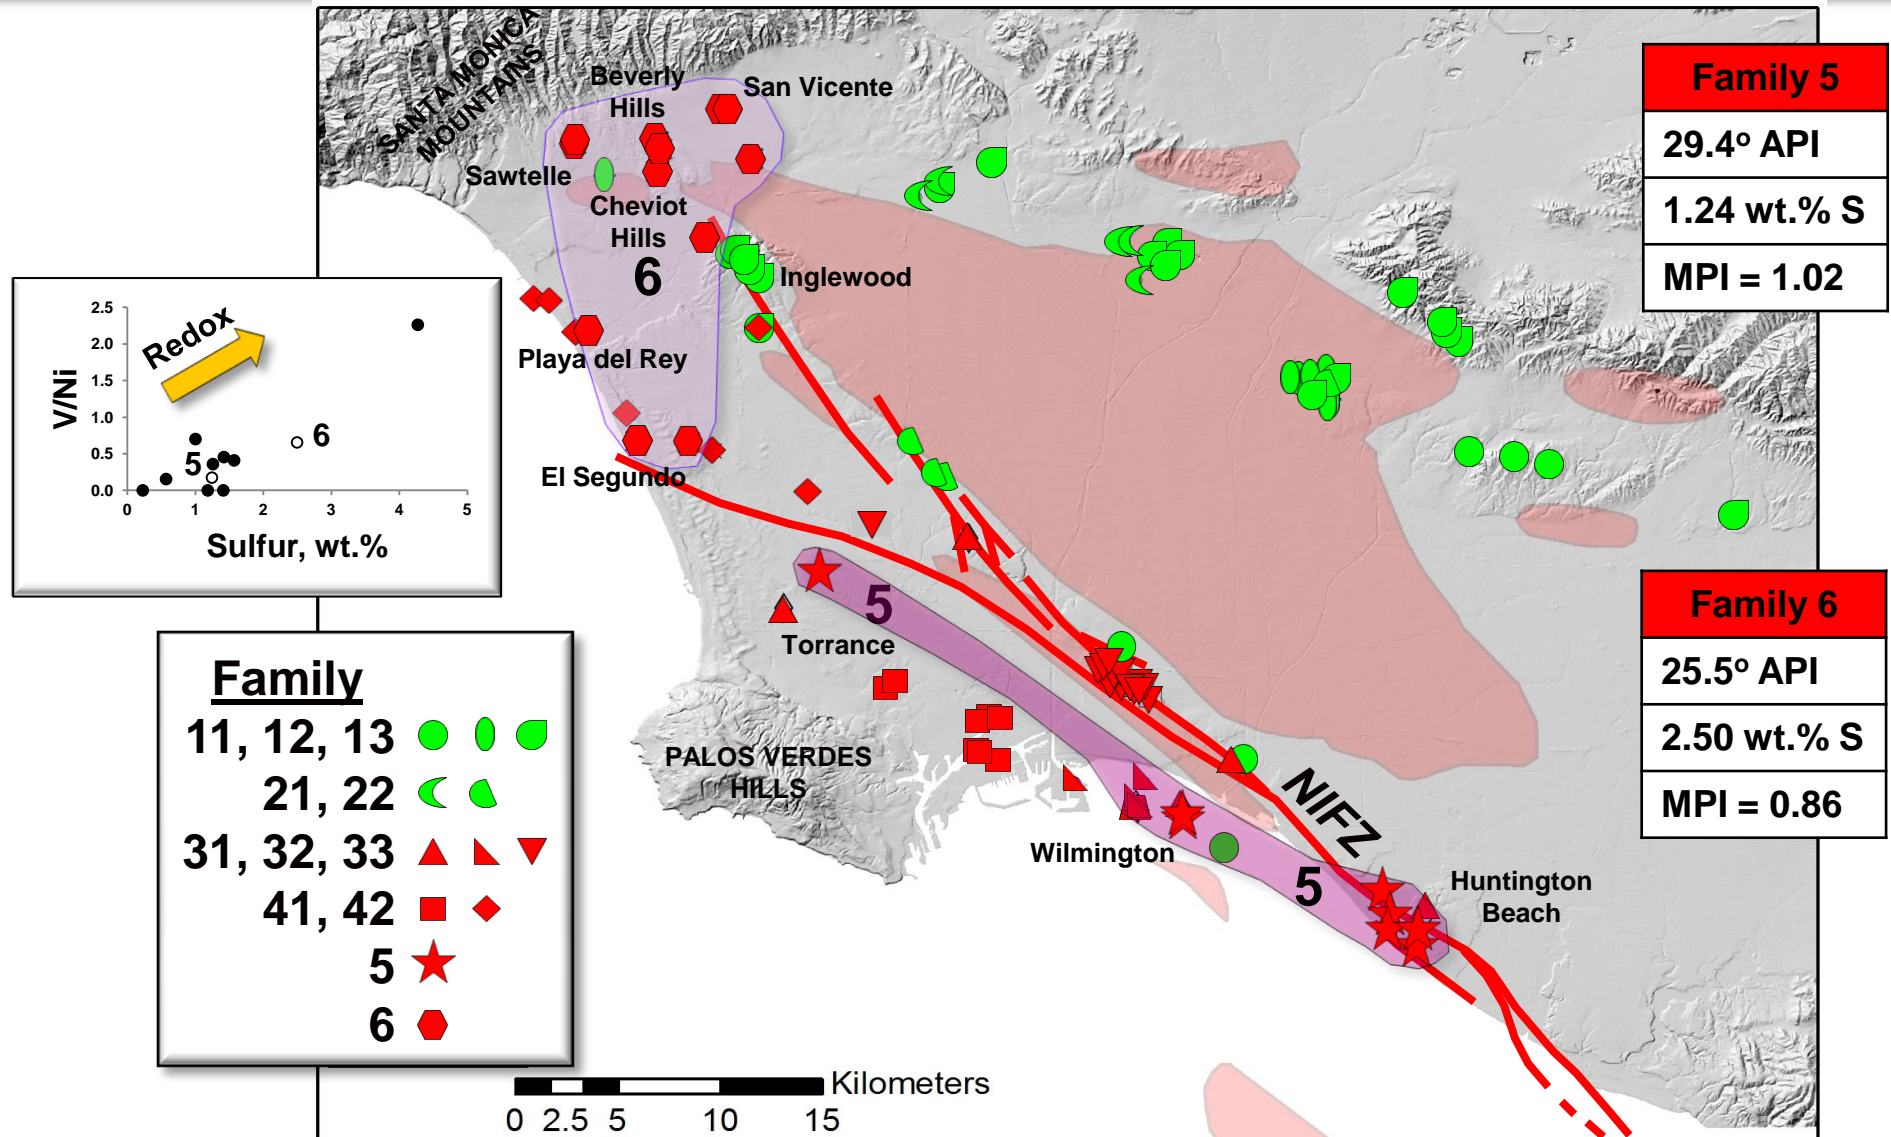 SANTA MONICA
MOUNTAINS
Beverly
Hills
San Vicente
Sawtelle
Cheviot
Hills
6
Inglewood
Playa del Rey
El Segundo
5
Torrance
PALOS VERDES
HILLS
Wilmington
NIFZ
5
Huntington
Beach
Family 5
29.4º API
1.24 wt.% S
MPI = 1.02
Family 6
25.5º API
2.50 wt.% S
MPI = 0.86
Redox
V/Ni
2.5
2.0
1.5
1.0
0.5
0.0
5
6
0 1 2 3 4 5
Sulfur, wt.%
Family
11, 12, 13
21, 22
31, 32, 33
41, 42
5
6
Kilometers
0 2.5 5 10 15